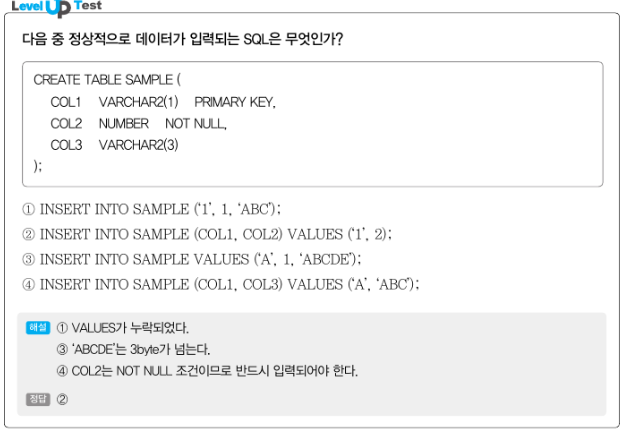 Level Up Test
다음 중 정상적으로 데이터가 입력되는 SQL은 무엇인가?
CREATE TABLE SAMPLE (
COL1 VARCHAR2(1) PRIMARY KEY,
COL2 NUMBER NOT NULL,
COL3 VARCHAR2(3)
);
① INSERT INTO SAMPLE (‘1’, 1, ‘ABC’);
② INSERT INTO SAMPLE (COL1, COL2) VALUES (‘1’, 2);
③ INSERT INTO SAMPLE VALUES (‘A’, 1, ‘ABCDE’);
④ INSERT INTO SAMPLE (COL1, COL3) VALUES (‘A’, ‘ABC’);
해설 ① VALUES가 누락되었다.
③ ‘ABCDE’는 3byte가 넘는다.
④ COL2는 NOT NULL 조건이므로 반드시 입력되어야 한다.
정답 ②